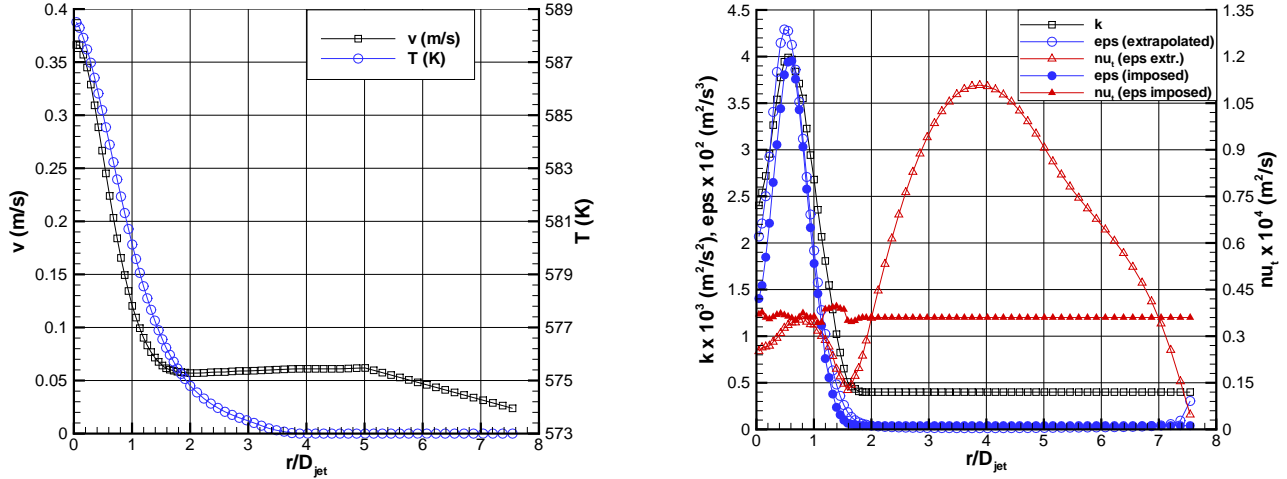 0.4
0.35
0.3
0.25
0.2
0.15
0.1
0.05
0
v (m/s)
0 1 2 3 4 5 6 7 8
r/D_jet
589
587
585
583
581
579
577
575
573
T (K)
v (m/s)
T (K)
4.5
4
3.5
3
2.5
2
1.5
1
0.5
0
k x 10^3 (m^2/s^2), eps x 10^2 (m^2/s^3)
0 1 2 3 4 5 6 7 8
r/D_jet
1.35
1.2
1.05
0.9
0.75
0.6
0.45
0.3
0.15
0
nu_t x 10^4 (m^2/s)
k
eps (extrapolated)
nu_t (eps extr.)
eps (imposed)
nu_t (eps imposed)